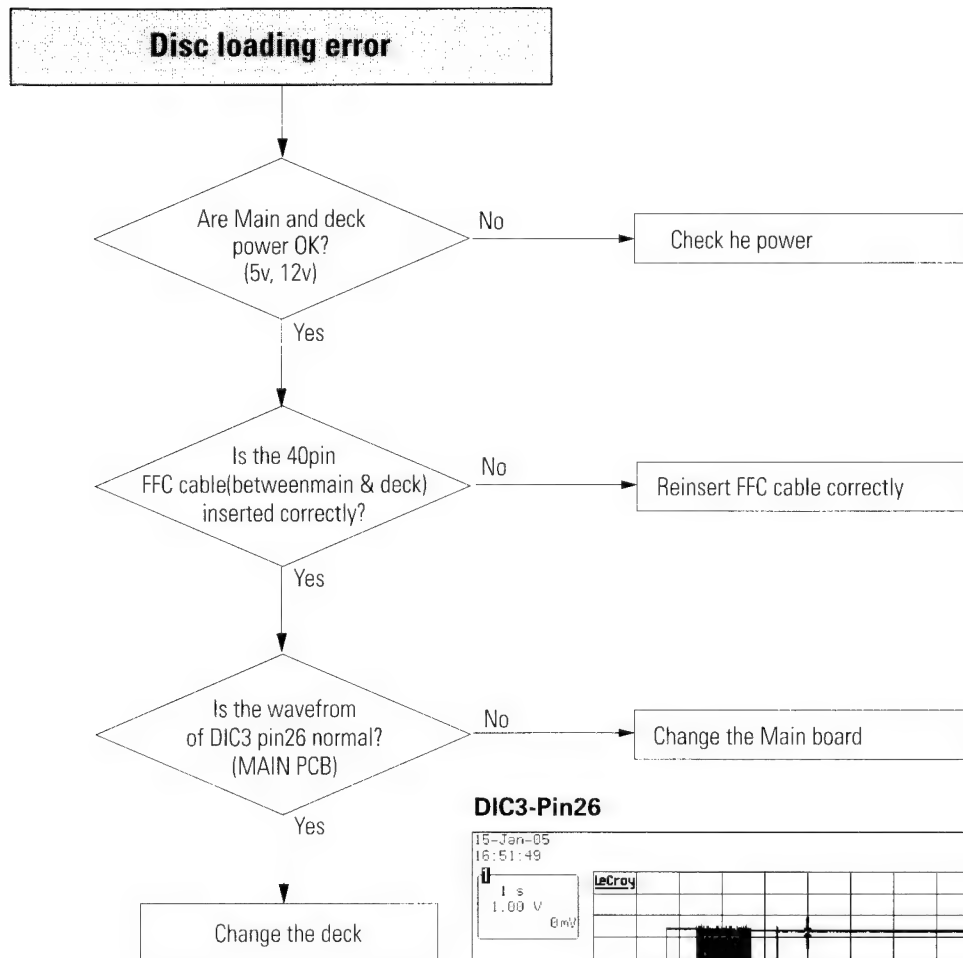 Disc loading error
Are Main and deck
power OK?
(5v, 12v)
No
Check he power
Yes
Is the 40pin
FFC cable(betweenmain & deck)
inserted correctly?
No
Reinsert FFC cable correctly
Yes
Is the wavefrom
of DIC3 pin26 normal?
(MAIN PCB)
No
Change the Main board
Yes
Change the deck
DIC3-Pin26
15-Jan-05
16:51:49
1
1 s
1.00 V
0mV
LeCroy